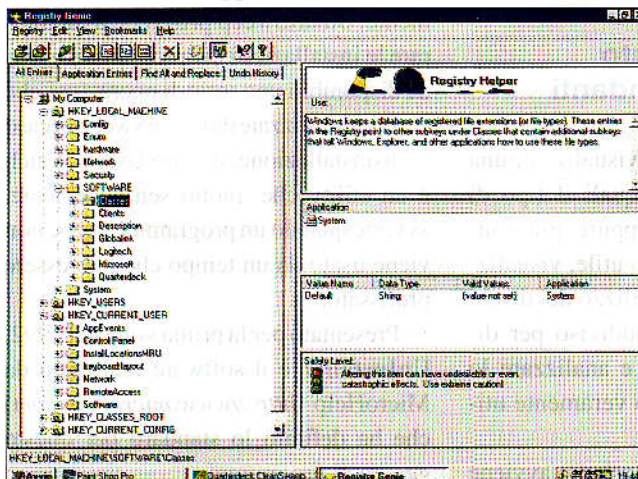 Registry Genie
Registry Edit View Bookmarks Help
All Entries Application Entries Find All and Replace Undo History
My Computer
HKEY_LOCAL_MACHINE
Config
Enum
hardware
Network
Security
SOFTWARE
Classes
Clients
Description
Globalink
Logitech
Microsoft
Quarterdeck
System
HKEY_USERS
HKEY_CURRENT_USER
AppEvents
Control Panel
InstallLocationsMRU
keyboard layout
Network
RemoteAccess
Software
HKEY_CLASSES_ROOT
HKEY_CURRENT_CONFIG
Registry Helper
Use:
Windows keeps a database of registered file extensions (or file types). These entries
in the Registry point to other subkeys under Classes that contain additional subkeys
that tell Windows, Explorer, and other applications how to use these file types.
Application
System
Value Name Data Type Valid Values Application
Default String (value not set) System
Safety Level:
Altering this item can have undesirable or even
catastrophic effects. Use extreme caution!
HKEY_LOCAL_MACHINE\SOFTWARE\Classes
Avvio Paint Shop Pro Quarterdeck CleanSweep Registry Genie 19.44